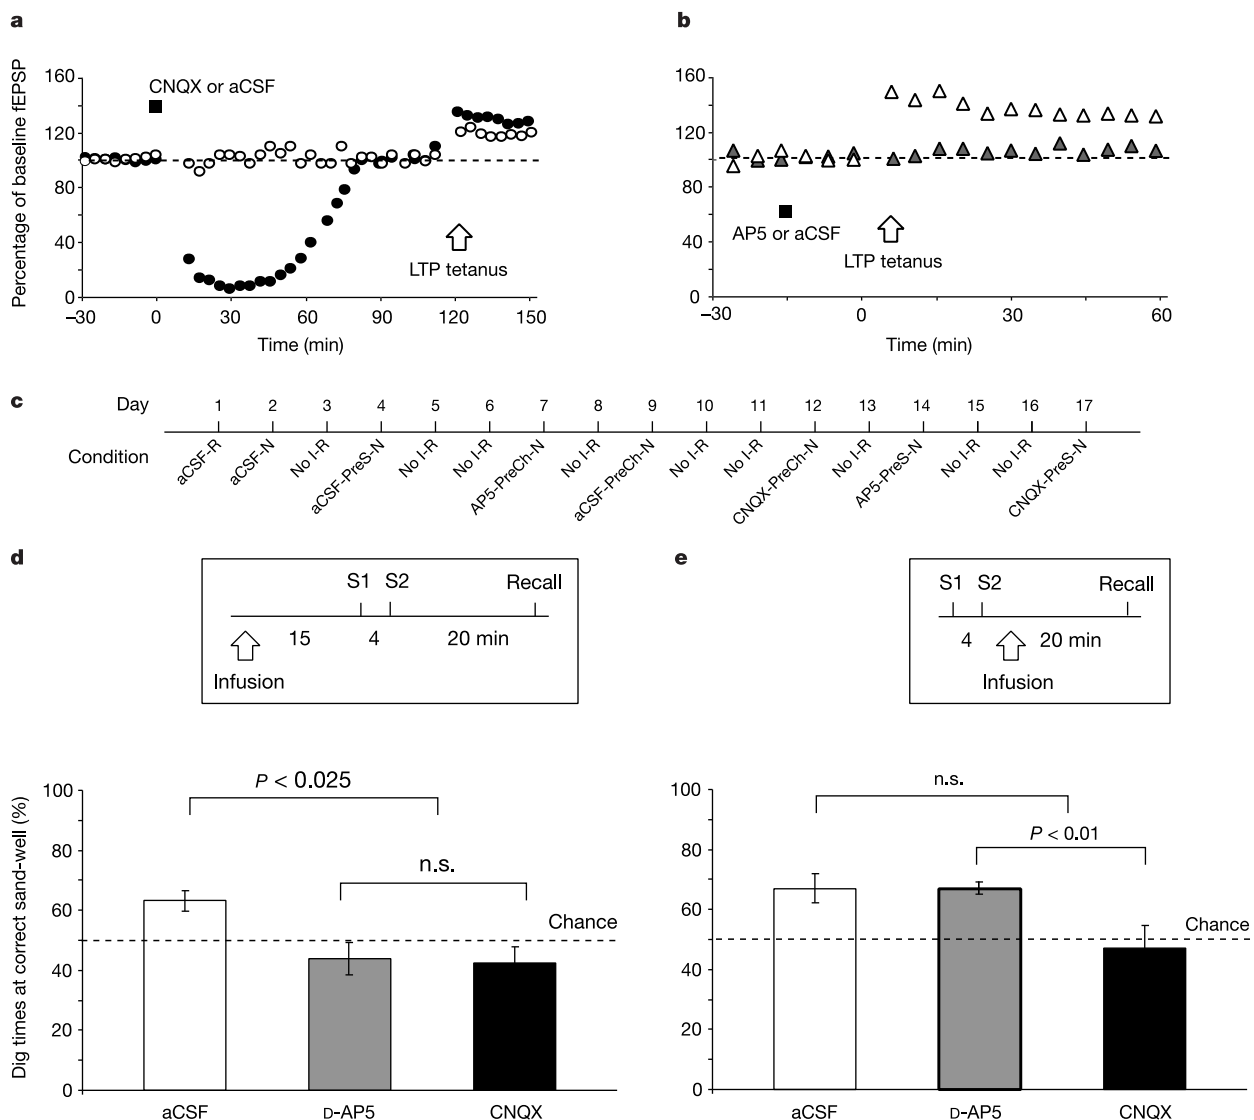 a
Percentage of baseline fEPSP
160
120
80
40
0
CNQX or aCSF
LTP tetanus
–30 0 30 60 90 120 150
Time (min)
b
160
120
80
40
0
AP5 or aCSF
LTP tetanus
–30 0 30 60
Time (min)
c
Day 1 2 3 4 5 6 7 8 9 10 11 12 13 14 15 16 17
Condition
aCSF-R
aCSF-N
No I-R
aCSF-PreS-N
No I-R
No I-R
AP5-PreCh-N
No I-R
aCSF-PreCh-N
No I-R
No I-R
CNQX-PreCh-N
No I-R
AP5-PreS-N
No I-R
No I-R
CNQX-PreS-N
d
S1 S2 Recall
15 4 20 min
Infusion
Dig times at correct sand-well (%)
100
80
60
40
20
0
P < 0.025
n.s.
Chance
aCSF D-AP5 CNQX
e
S1 S2 Recall
4 20 min
Infusion
100
80
60
40
20
0
n.s.
P < 0.01
Chance
aCSF D-AP5 CNQX